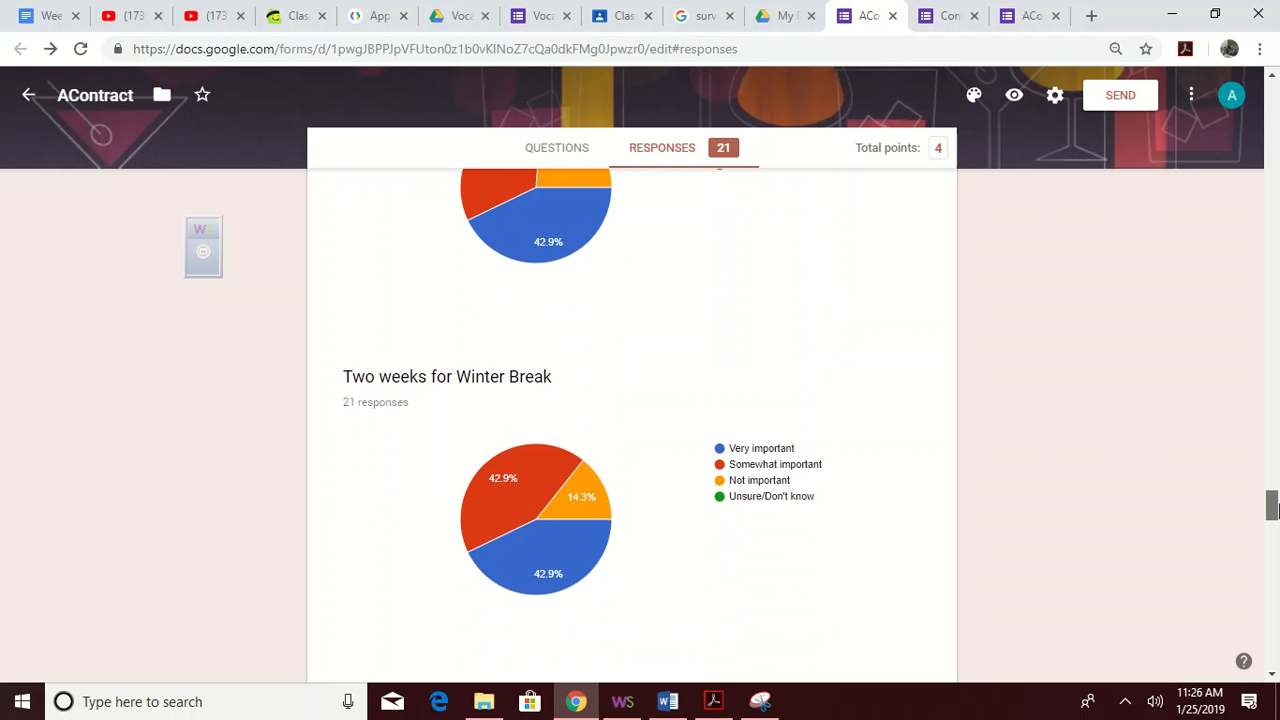 Wee
(173
(173
Clas
App
Voca
Voca
Clas
surv
My D
ACo
Con
ACo
https://docs.google.com/forms/d/1pwgJBPPJpVFUton0z1b0vKlNoZ7cQa0dkFMg0Jpwzr0/edit#responses
AContract
SEND
A
QUESTIONS
RESPONSES 21
Total points: 4
W
42.9%
Two weeks for Winter Break
21 responses
Very important
Somewhat important
Not important
Unsure/Don't know
42.9%
14.3%
42.9%
Type here to search
WS
11:26 AM
1/25/2019